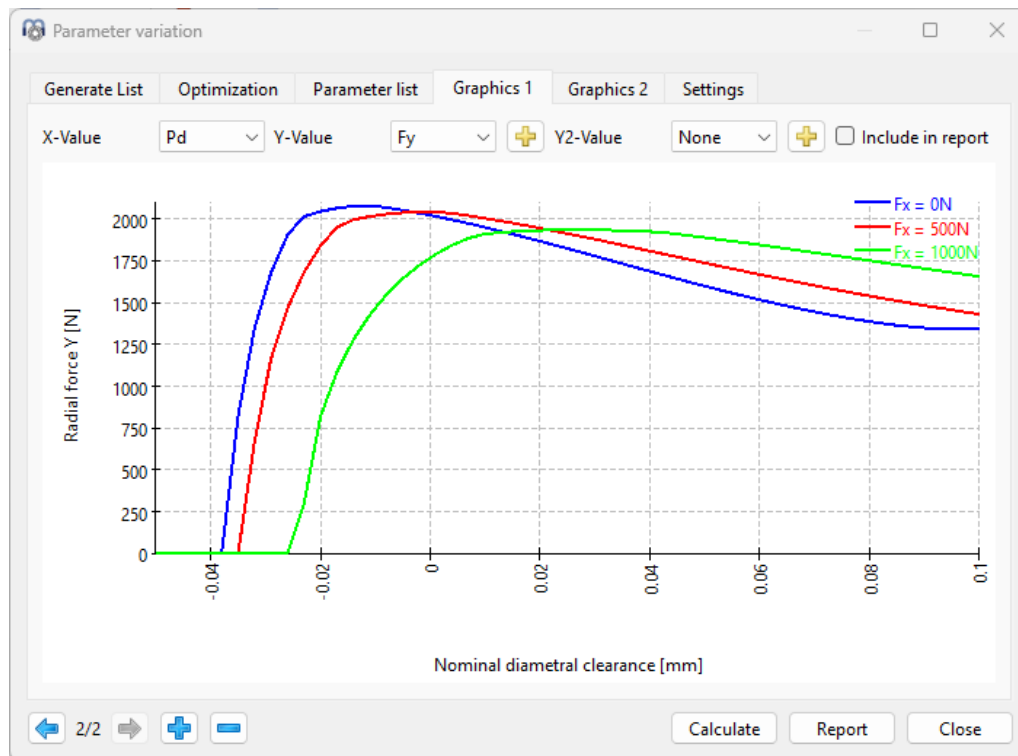 Parameter variation
Generate List Optimization Parameter list Graphics 1 Graphics 2 Settings
X-Value Pd Y-Value Fy Y2-Value None Include in report
Fx = 0N
Fx = 500N
Fx = 1000N
Radial force Y [N]
2000
1750
1500
1250
1000
750
500
250
0
-0.04 -0.02 0 0.02 0.04 0.06 0.08 0.1
Nominal diametral clearance [mm]
2/2 Calculate Report Close